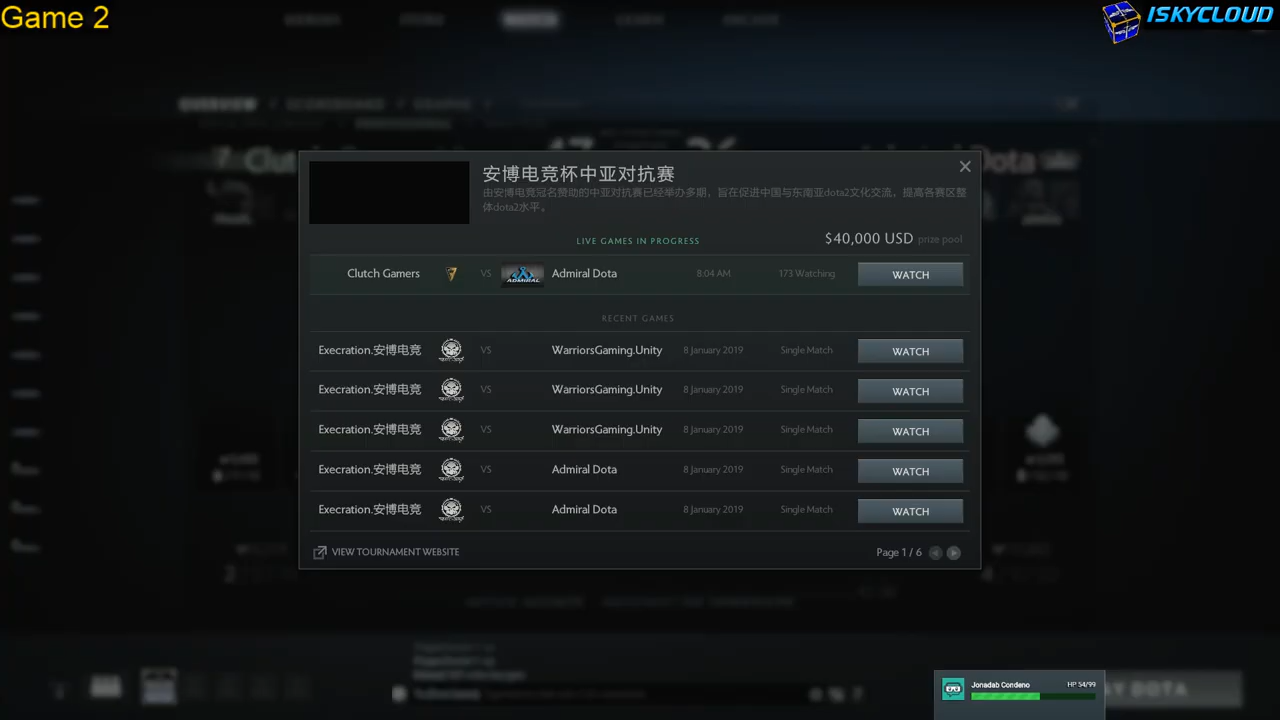 Game 2
ISKYCLOUD
安博电竞杯中亚对抗赛
由安博电竞冠名赞助的中亚对抗赛已经举办多期，旨在促进中国与东南亚dota2文化交流，提高各赛区整
体dota2水平。
LIVE GAMES IN PROGRESS
$40,000 USD prize pool
Clutch Gamers VS ADMIRAL Admiral Dota 8:04 AM 173 Watching WATCH
RECENT GAMES
Execration.安博电竞 VS WarriorsGaming.Unity 8 January 2019 Single Match WATCH
Execration.安博电竞 VS WarriorsGaming.Unity 8 January 2019 Single Match WATCH
Execration.安博电竞 VS WarriorsGaming.Unity 8 January 2019 Single Match WATCH
Execration.安博电竞 VS Admiral Dota 8 January 2019 Single Match WATCH
Execration.安博电竞 VS Admiral Dota 8 January 2019 Single Match WATCH
VIEW TOURNAMENT WEBSITE
Page 1 / 6
Jonadab Condeno HP 54/99